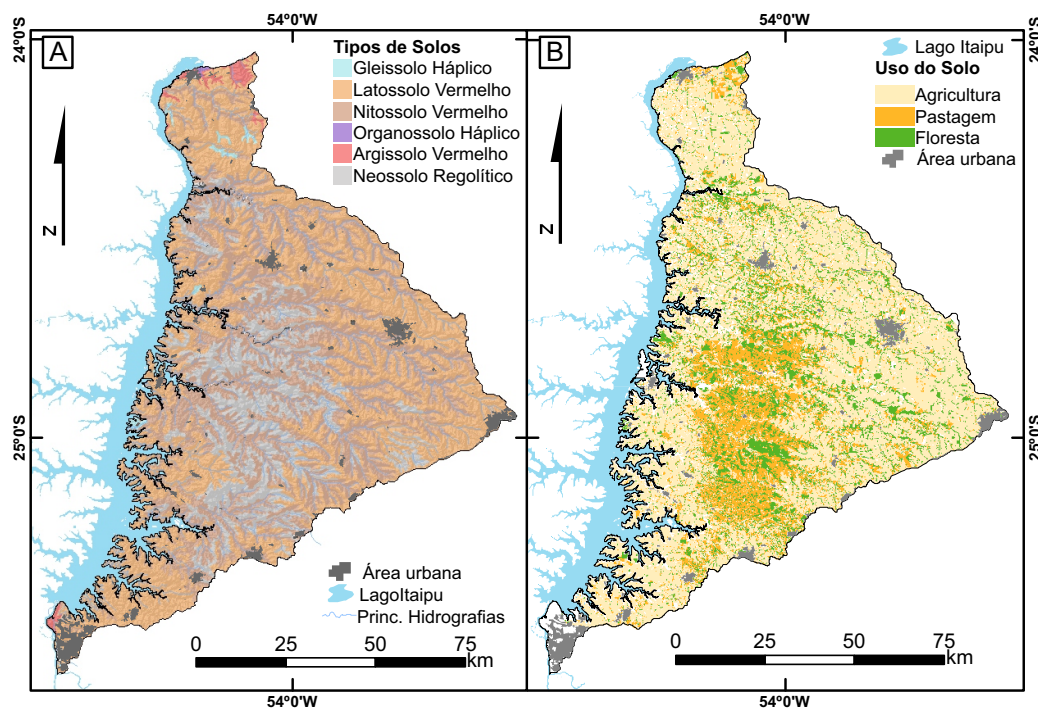 54°0'W
54°0'W
24°0'S
24°0'S
A
Tipos de Solos
Gleissolo Háplico
Latossolo Vermelho
Nitossolo Vermelho
Organossolo Háplico
Argissolo Vermelho
Neossolo Regolítico
N
25°0'S
Área urbana
LagoItaipu
Princ. Hidrografias
0 25 50 75
km
54°0'W
B
Lago Itaipu
Uso do Solo
Agricultura
Pastagem
Floresta
Área urbana
N
25°0'S
0 25 50 75
km
54°0'W